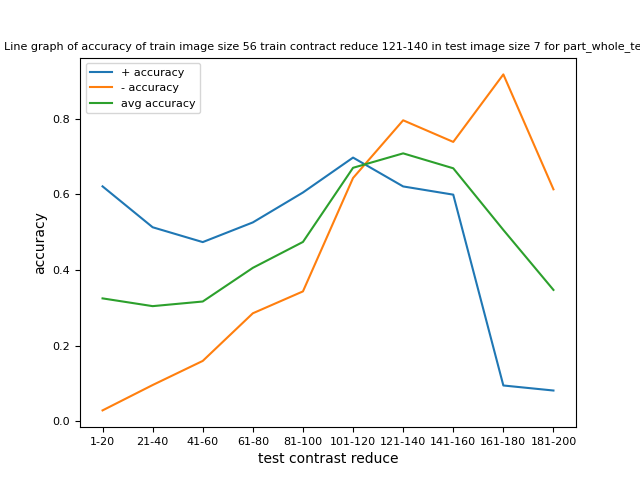 Line graph of accuracy of train image size 56 train contract reduce 121-140 in test image size 7 for part_whole_te
+ accuracy
- accuracy
avg accuracy
accuracy
0.8
0.6
0.4
0.2
0.0
1-20 21-40 41-60 61-80 81-100 101-120 121-140 141-160 161-180 181-200
test contrast reduce